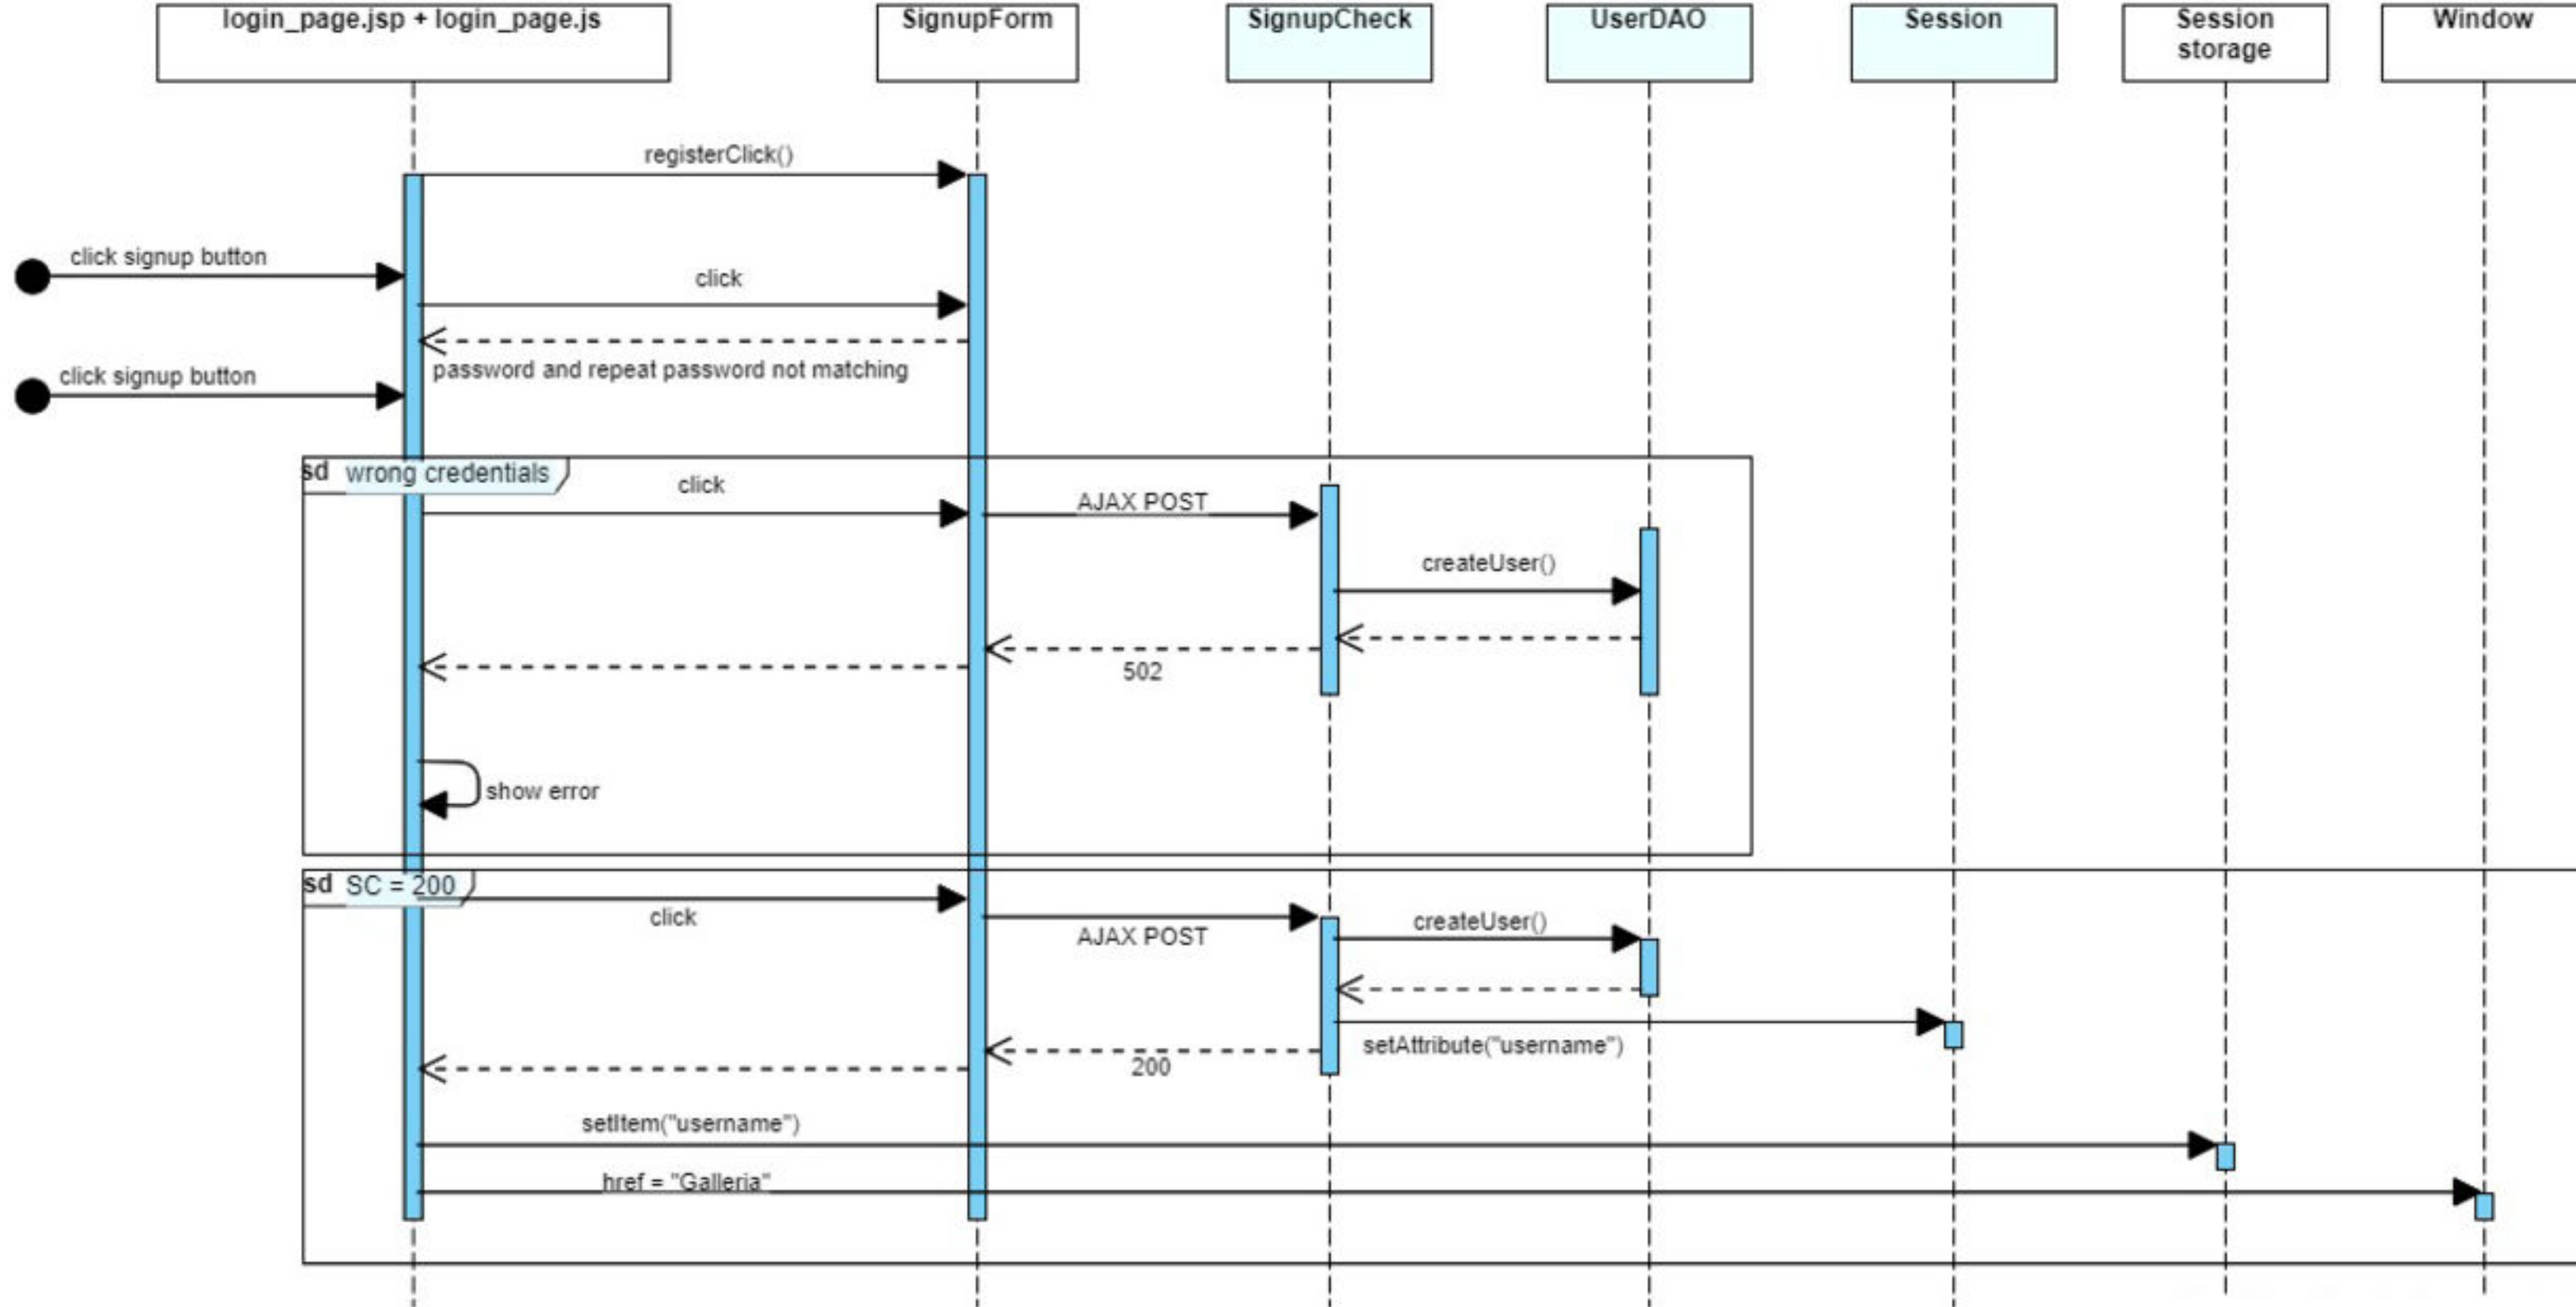 login_page.jsp + login_page.js
SignupForm
SignupCheck
UserDAO
Session
Session
storage
Window
registerClick()
click signup button
click
password and repeat password not matching
click signup button
sd wrong credentials
click
AJAX POST
createUser()
502
show error
sd SC = 200
click
AJAX POST
createUser()
setAttribute("username")
200
setItem("username")
href = "Galleria"